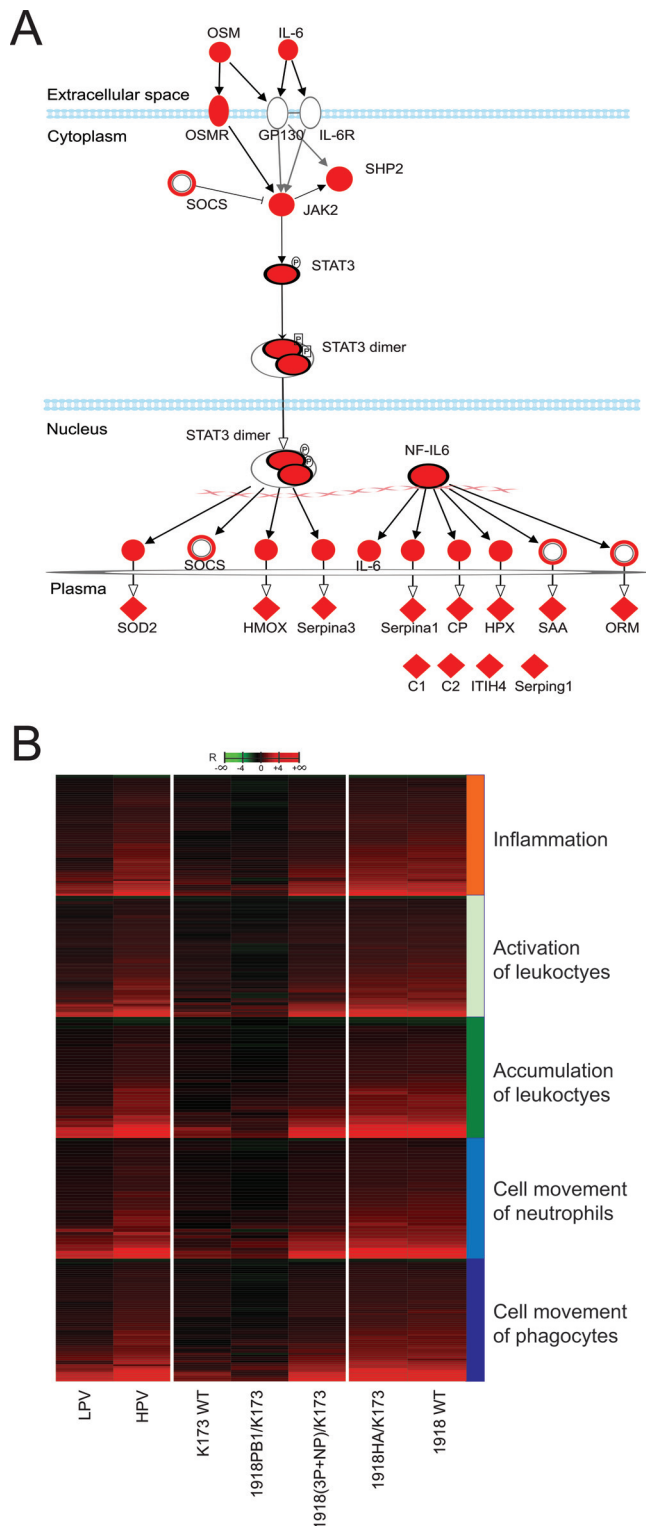 A
OSM IL-6
Extracellular space
Cytoplasm
OSMR GP130 IL-6R
SHP2
SOCS
JAK2
P
STAT3
P
P
STAT3 dimer
Nucleus
STAT3 dimer
NF-IL6
P
P
SOCS IL-6
Plasma
SOD2 HMOX Serpina3 Serpina1 CP HPX SAA ORM
C1 C2 ITIH4 Serping1
B
R
-∞ -4 0 +4 +∞
Inflammation
Activation
of leukoctyes
Accumulation
of leukoctyes
Cell movement
of neutrophils
Cell movement
of phagocytes
LPV
HPV
K173 WT
1918PB1/K173
1918(3P+NP)/K173
1918HA/K173
1918 WT